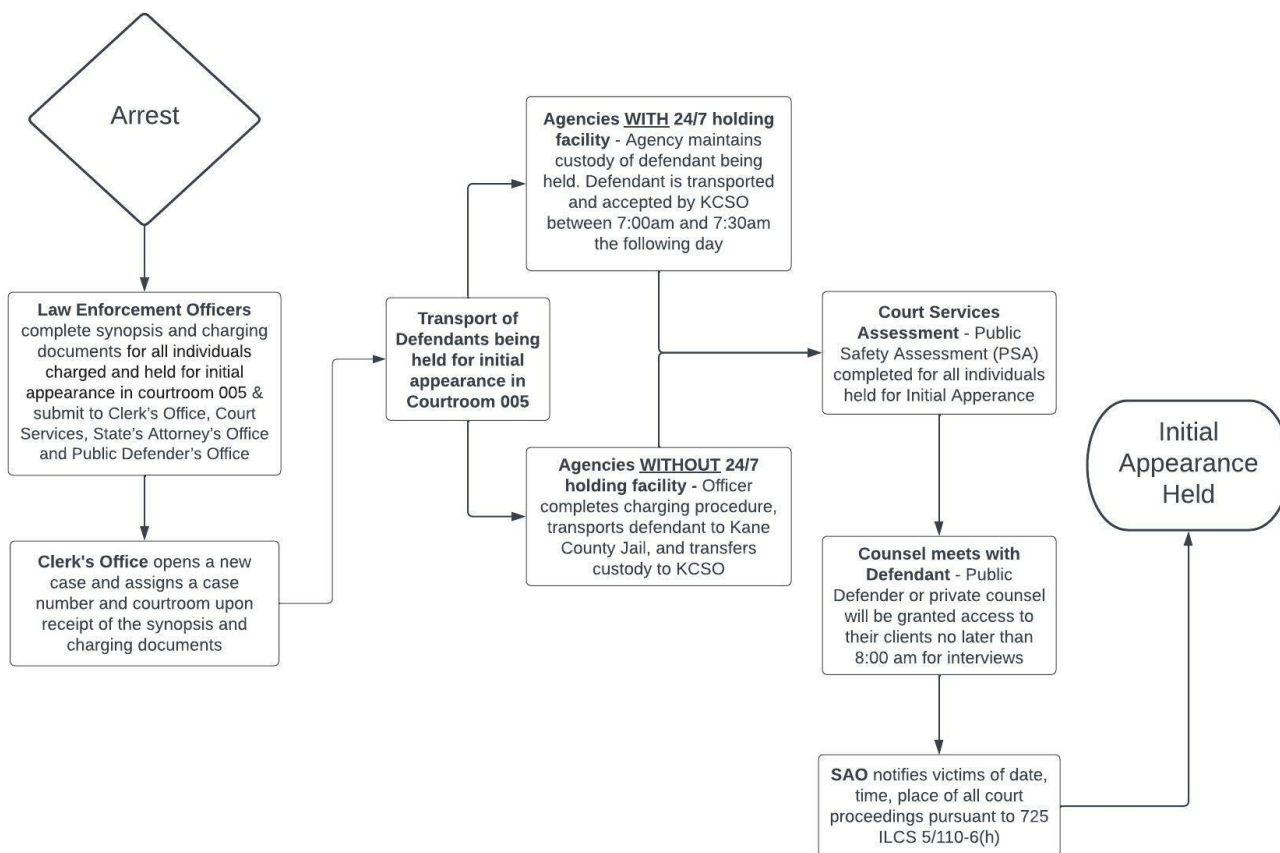 Arrest
Law Enforcement Officers
complete synopsis and charging
documents for all individuals
charged and held for initial
appearance in courtroom 005 &
submit to Clerk's Office, Court
Services, State's Attorney's Office
and Public Defender's Office
Clerk's Office opens a new
case and assigns a case
number and courtroom upon
receipt of the synopsis and
charging documents
Transport of
Defendants being
held for initial
appearance in
Courtroom 005
Agencies WITH 24/7 holding
facility - Agency maintains
custody of defendant being
held. Defendant is transported
and accepted by KCSO
between 7:00am and 7:30am
the following day
Agencies WITHOUT 24/7
holding facility - Officer
completes charging procedure,
transports defendant to Kane
County Jail, and transfers
custody to KCSO
Court Services
Assessment - Public
Safety Assessment (PSA)
completed for all individuals
held for Initial Apperance
Counsel meets with
Defendant - Public
Defender or private counsel
will be granted access to
their clients no later than
8:00 am for interviews
SAO notifies victims of date,
time, place of all court
proceedings pursuant to 725
ILCS 5/110-6(h)
Initial
Appearance
Held